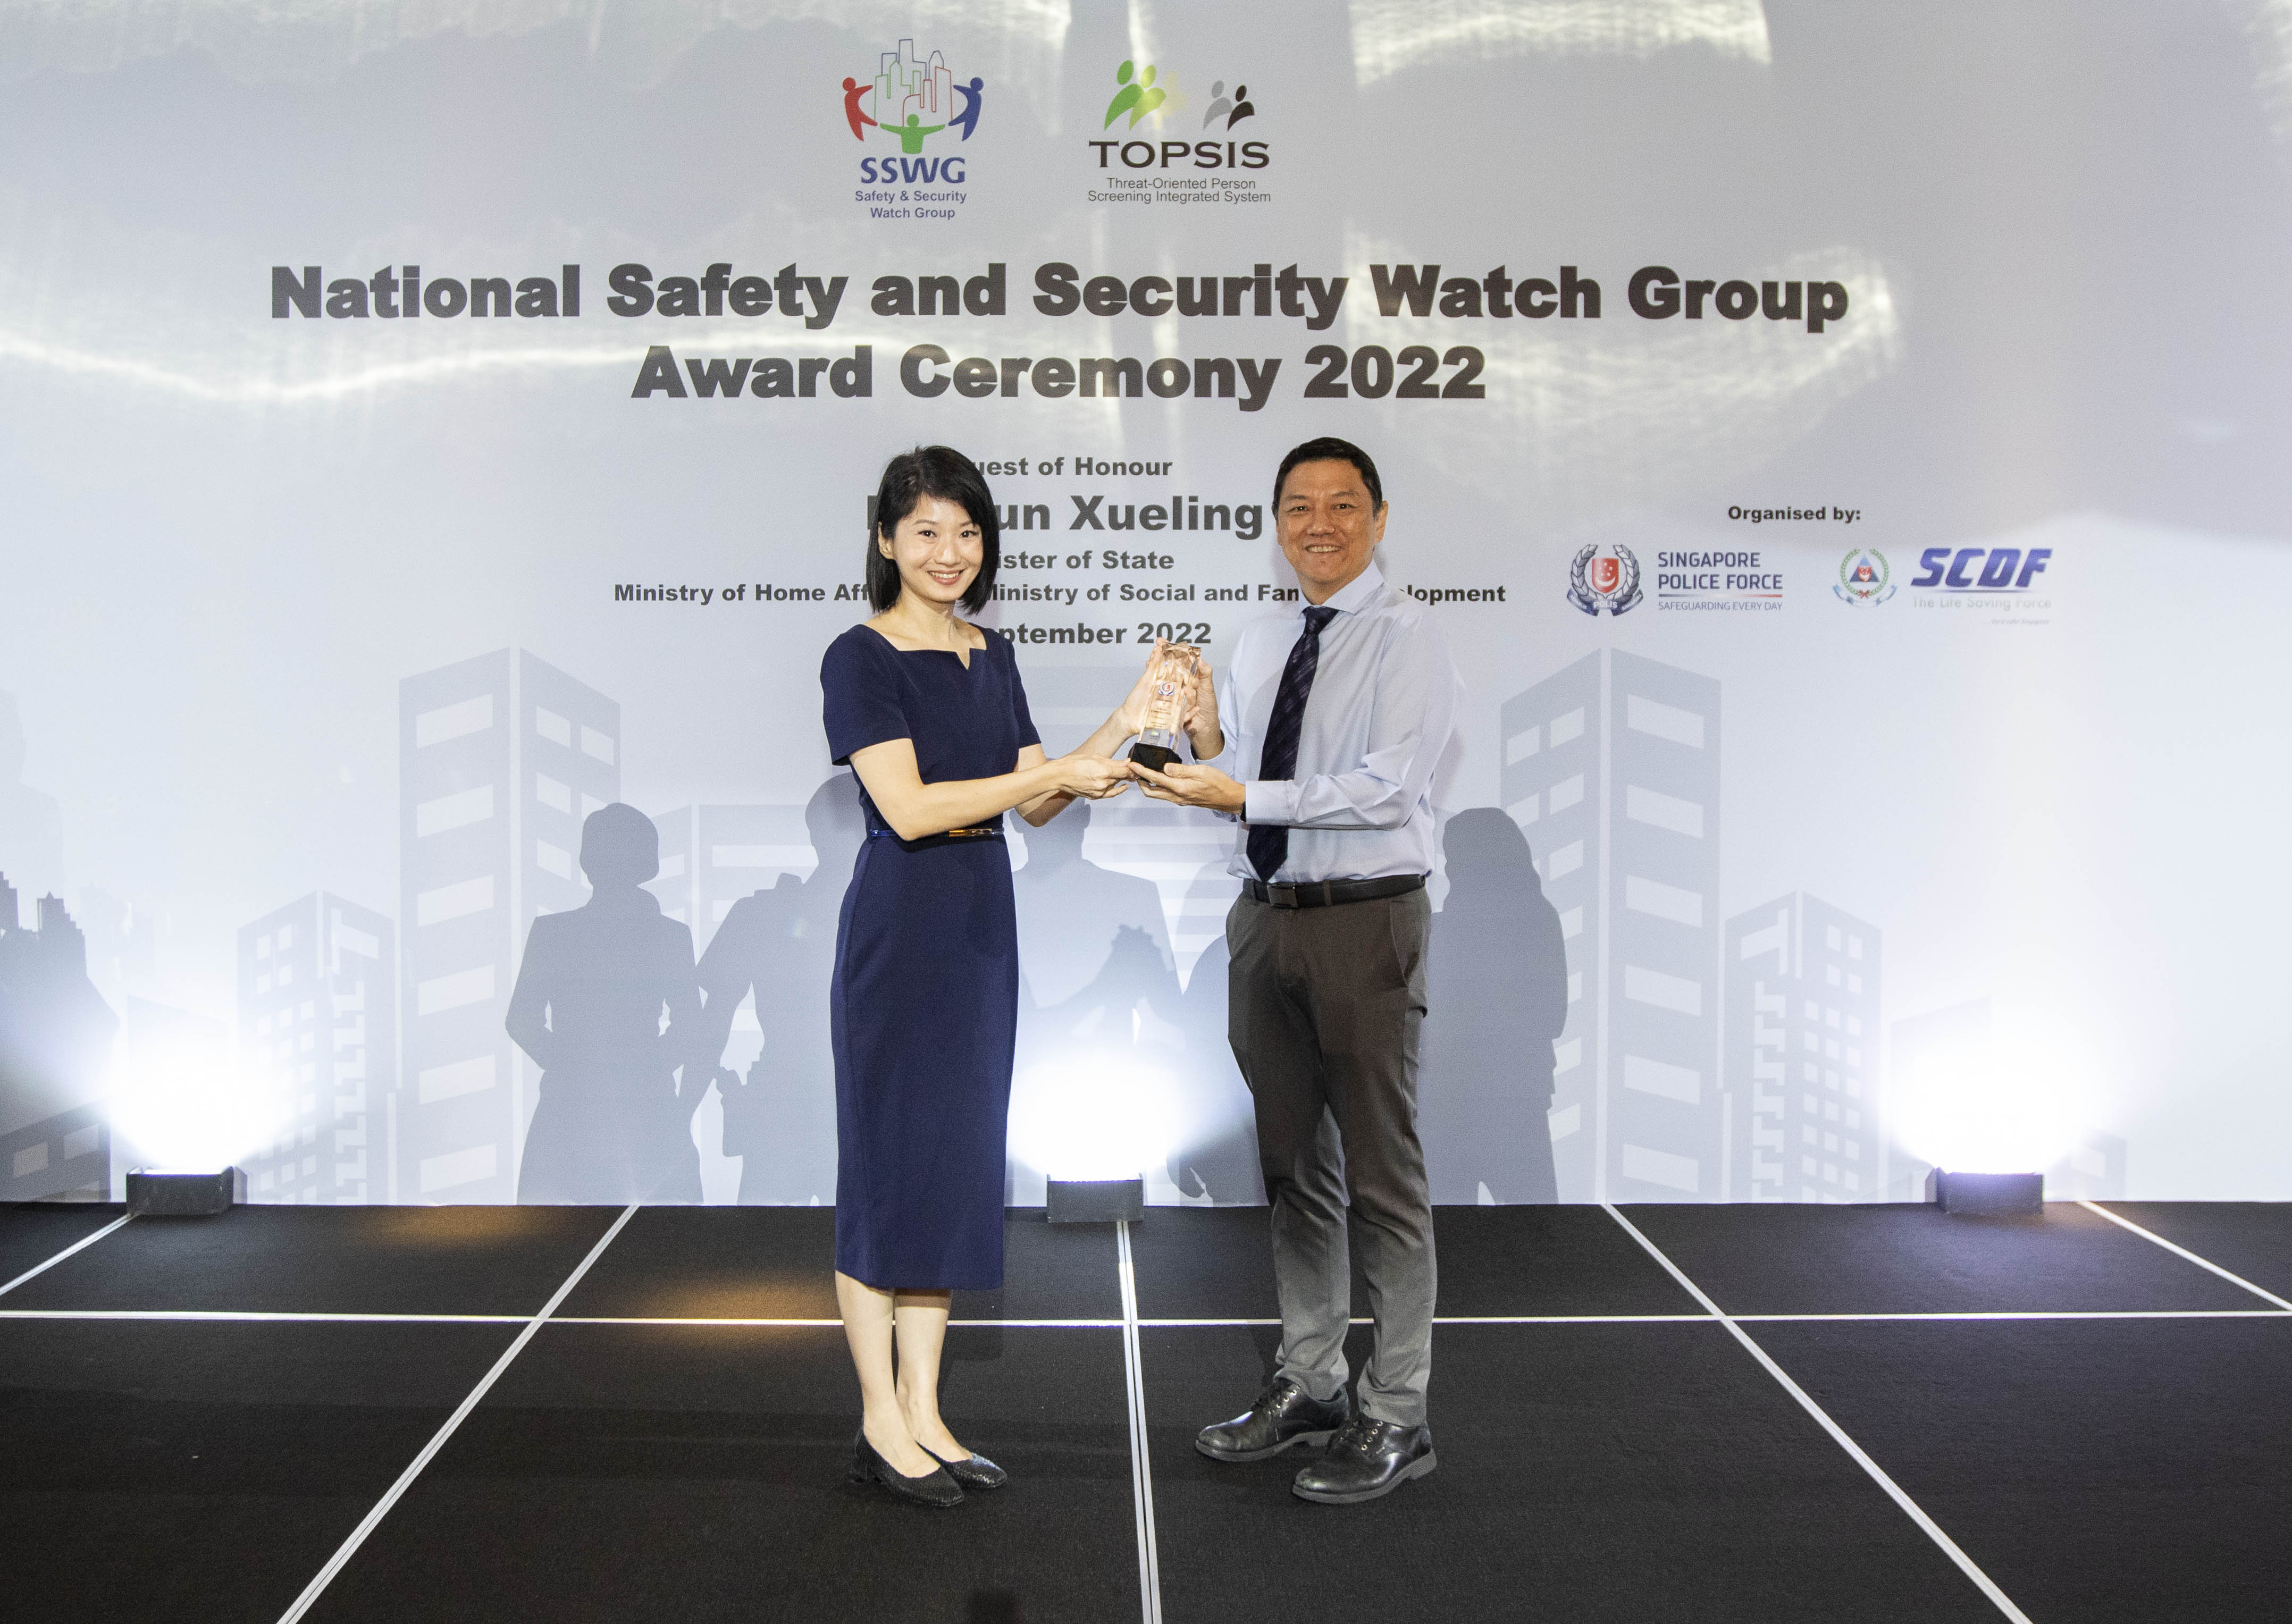 SSWG
Safety & Security
Watch Group
TOPSIS
Threat-Oriented Person
Screening Integrated System
National Safety and Security Watch Group
Award Ceremony 2022
uest of Honour
un Xueling
ister of State
Ministry of Home Aff inistry of Social and Fam lopment
ptember 2022
Organised by:
SINGAPORE
POLICE FORCE
SAFEGUARDING EVERY DAY
SCDF
The Life Saving Force